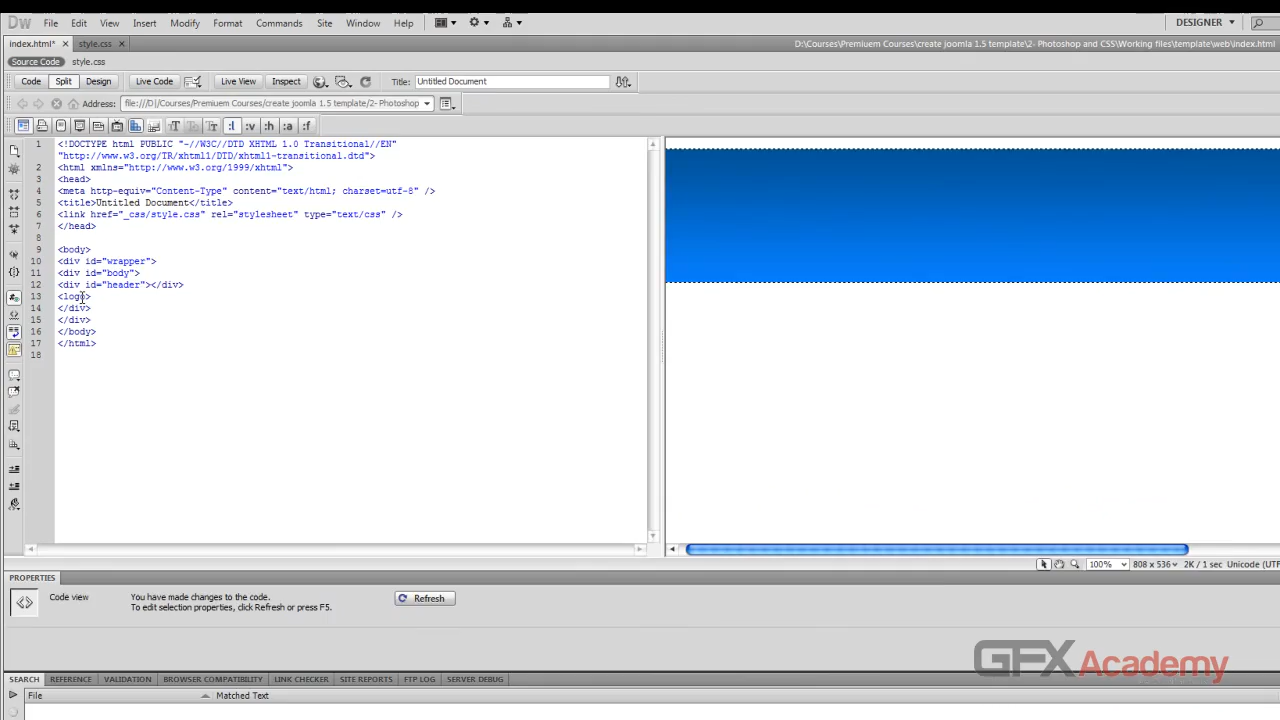 Dw File Edit View Insert Modify Format Commands Site Window Help DESIGNER
index.html* style.css D:\Courses\Premiuem Courses\create joomla 1.5 template\2- Photoshop and CSS\Working files\template\web\index.html
Source Code style.css
Code Split Design Live Code Live View Inspect Title: Untitled Document
Address: file:///D|/Courses/Premiuem Courses/create joomla 1.5 template/2- Photoshop
:l :v :h :a :f
1 <!DOCTYPE html PUBLIC "-//W3C//DTD XHTML 1.0 Transitional//EN"
"http://www.w3.org/TR/xhtml1/DTD/xhtml1-transitional.dtd">
2 <html xmlns="http://www.w3.org/1999/xhtml">
3 <head>
4 <meta http-equiv="Content-Type" content="text/html; charset=utf-8" />
5 <title>Untitled Document</title>
6 <link href="_css/style.css" rel="stylesheet" type="text/css" />
7 </head>
8
9 <body>
10 <div id="wrapper">
11 <div id="body">
12 <div id="header"></div>
13 <logo>
14 </div>
15 </div>
16 </body>
17 </html>
18
100% 808 x 536 2K / 1 sec Unicode (UTF
PROPERTIES
Code view You have made changes to the code. Refresh
To edit selection properties, click Refresh or press F5.
GFX Academy
SEARCH REFERENCE VALIDATION BROWSER COMPATIBILITY LINK CHECKER SITE REPORTS FTP LOG SERVER DEBUG
File Matched Text